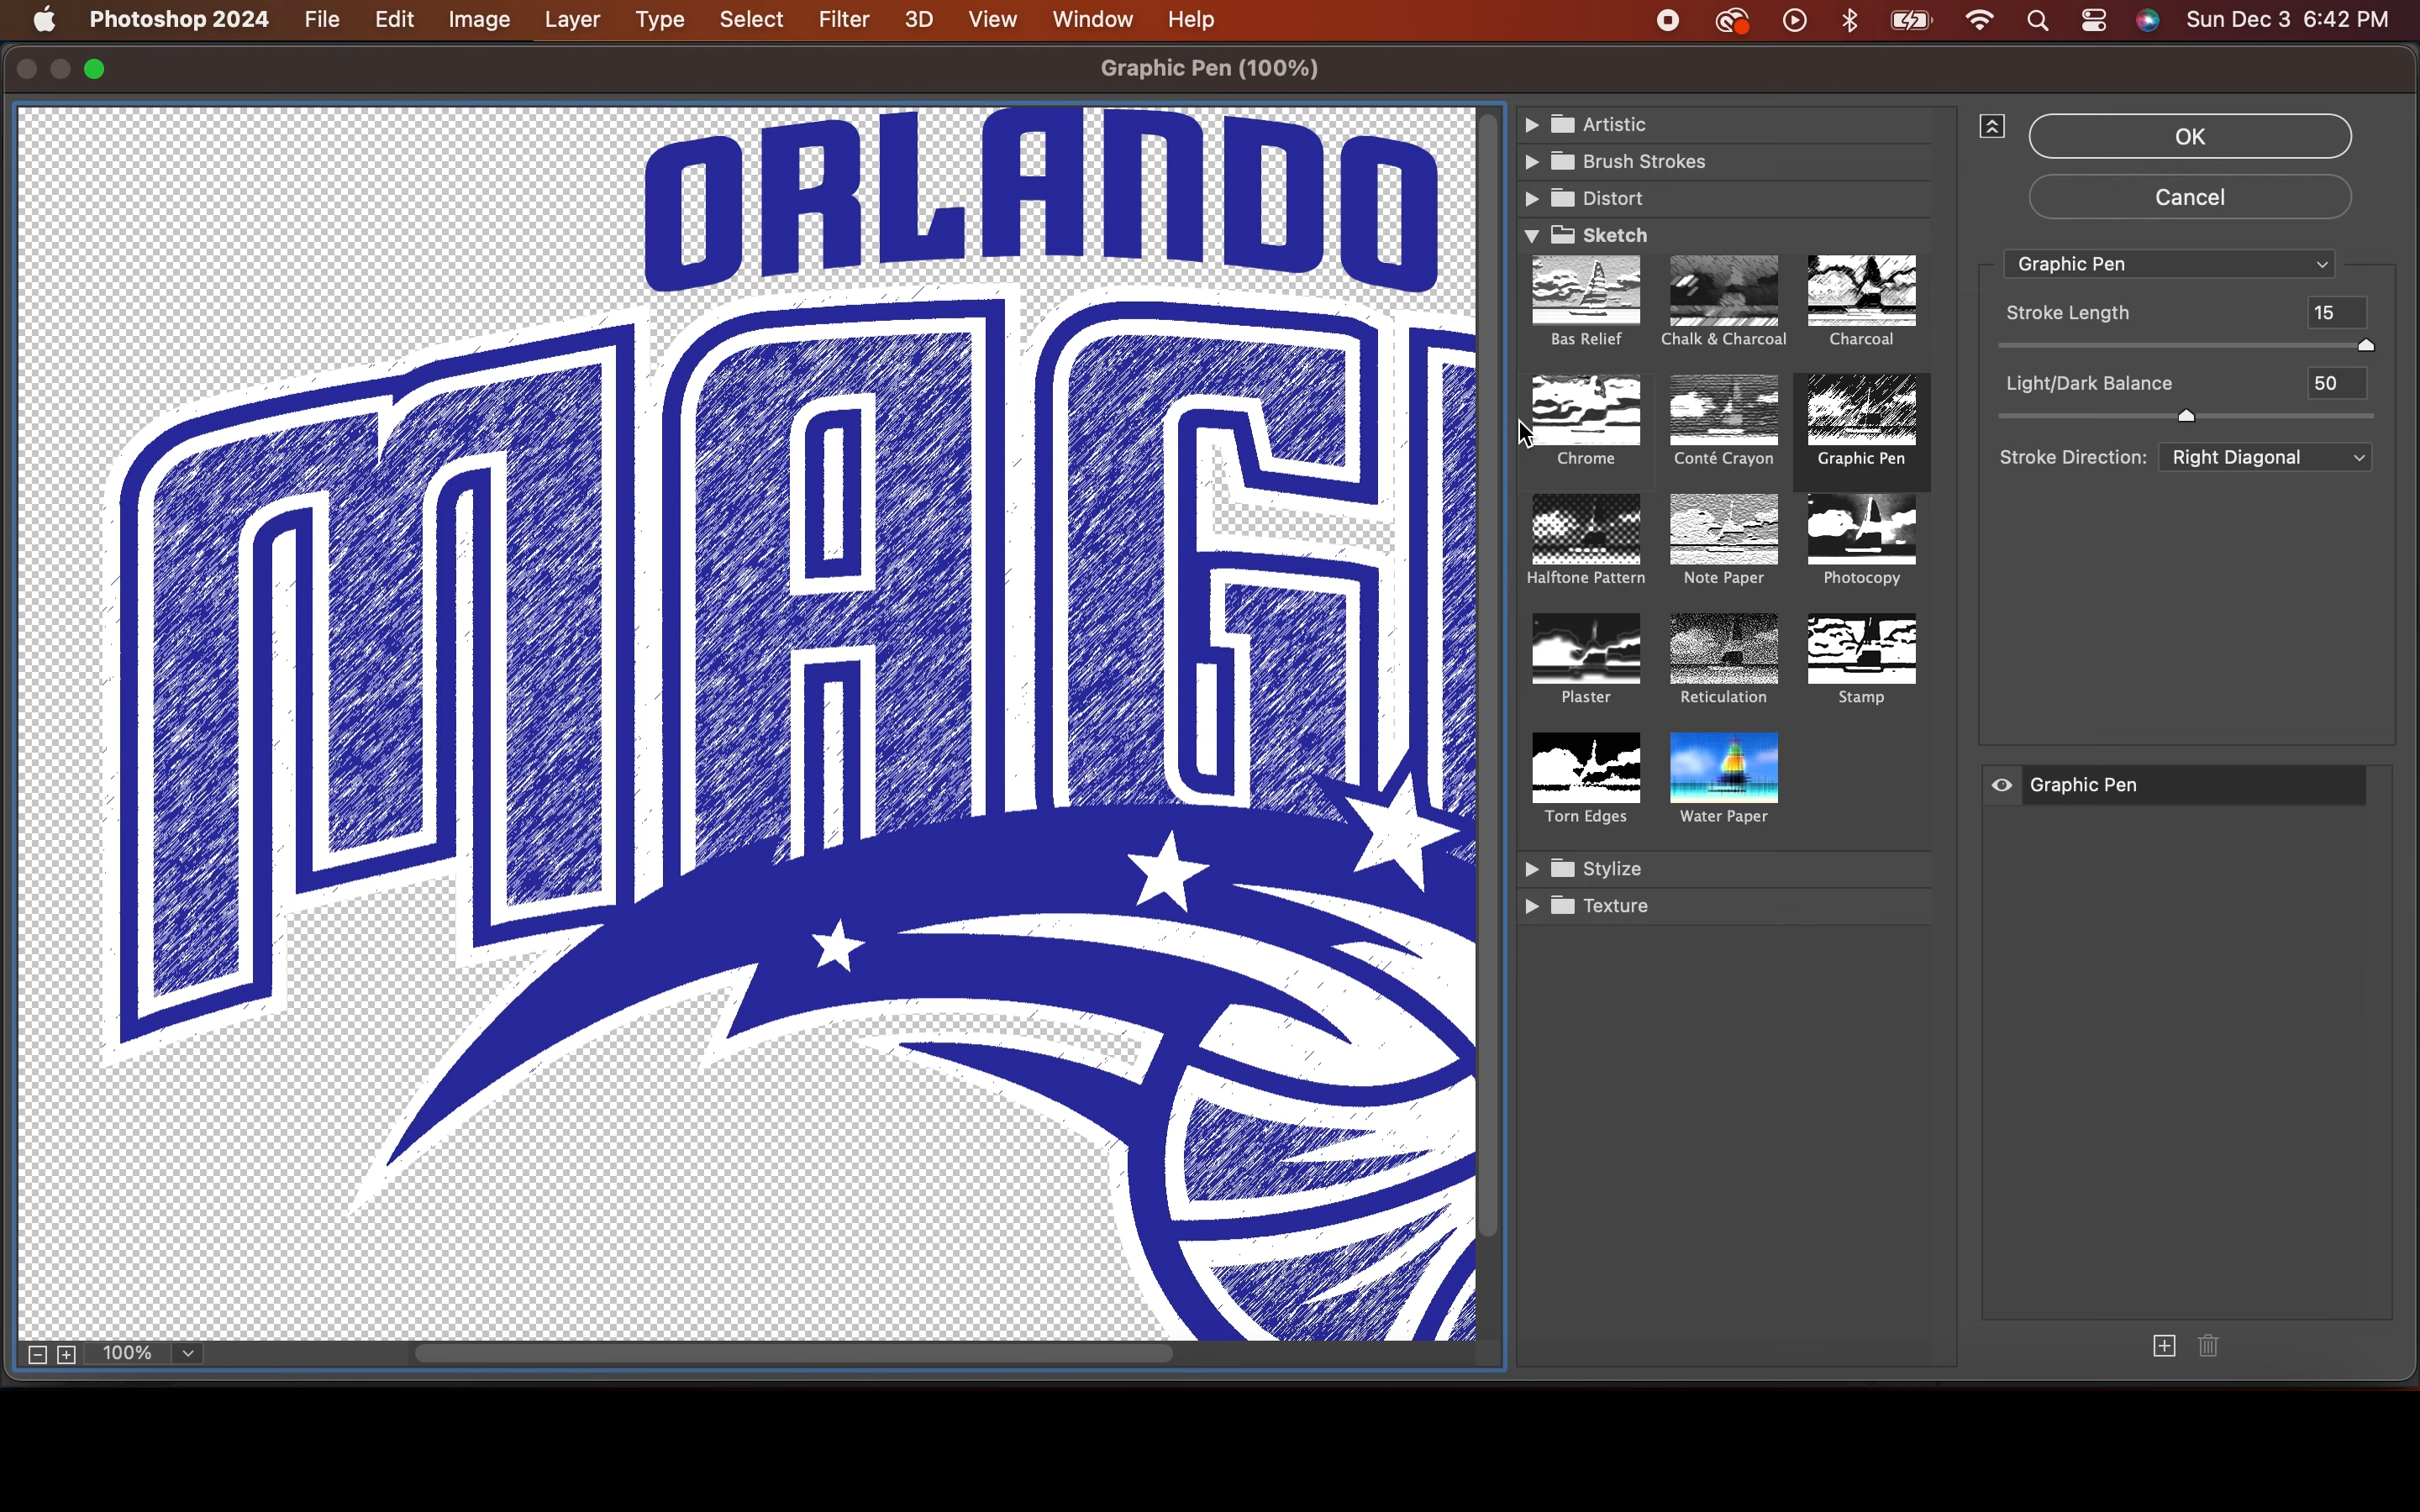 Photoshop 2024 File Edit Image Layer Type Select Filter 3D View Window Help Sun Dec 3 6:42 PM
Graphic Pen (100%)
ORLANDO
MAGI
100%
Artistic
Brush Strokes
Distort
Sketch
Bas Relief Chalk & Charcoal Charcoal
Chrome Conté Crayon Graphic Pen
Halftone Pattern Note Paper Photocopy
Plaster Reticulation Stamp
Torn Edges Water Paper
Stylize
Texture
OK
Cancel
Graphic Pen
Stroke Length 15
Light/Dark Balance 50
Stroke Direction: Right Diagonal
Graphic Pen